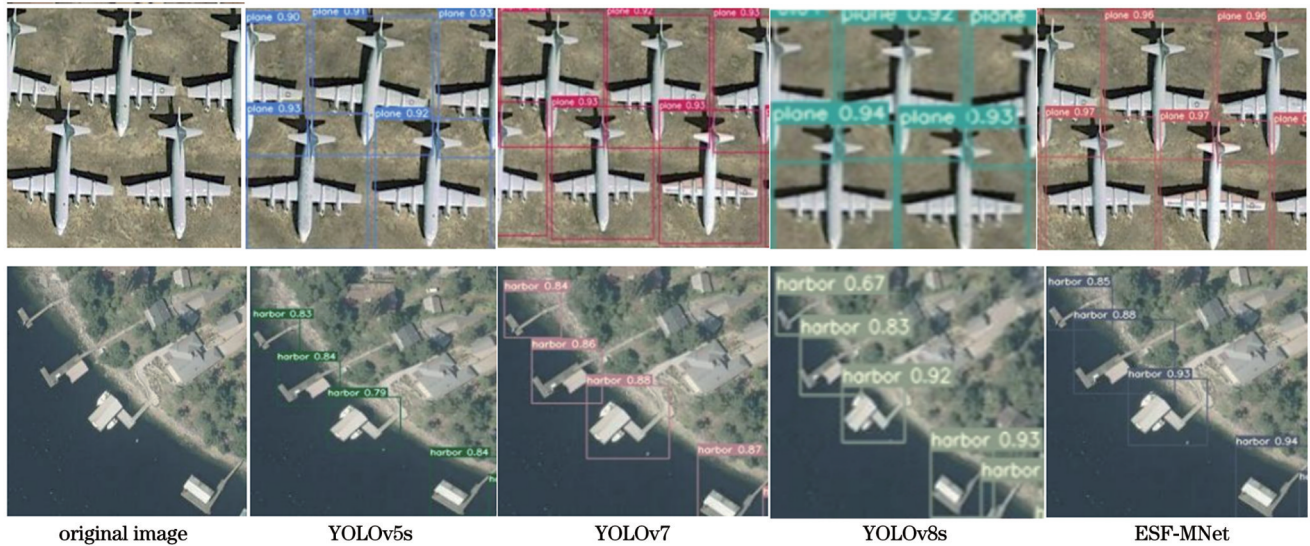 plane 0.90
plane 0.91
plane 0.93
plane 0.93
plane 0.92
plane 0.92
plane 0.93
plane 0.93
plane 0.93
plane 0.92
plane
plane 0.94
plane 0.93
plane 0.96
plane 0.96
plane 0.97
plane 0.97
plane
harbor 0.83
harbor 0.84
harbor 0.79
harbor 0.84
harbor 0.84
harbor 0.86
harbor 0.88
harbor 0.87
harbor 0.67
harbor 0.83
harbor 0.92
harbor 0.93
harbor
harbor 0.85
harbor 0.88
harbor 0.93
harbor 0.94
original image
YOLOv5s
YOLOv7
YOLOv8s
ESF-MNet